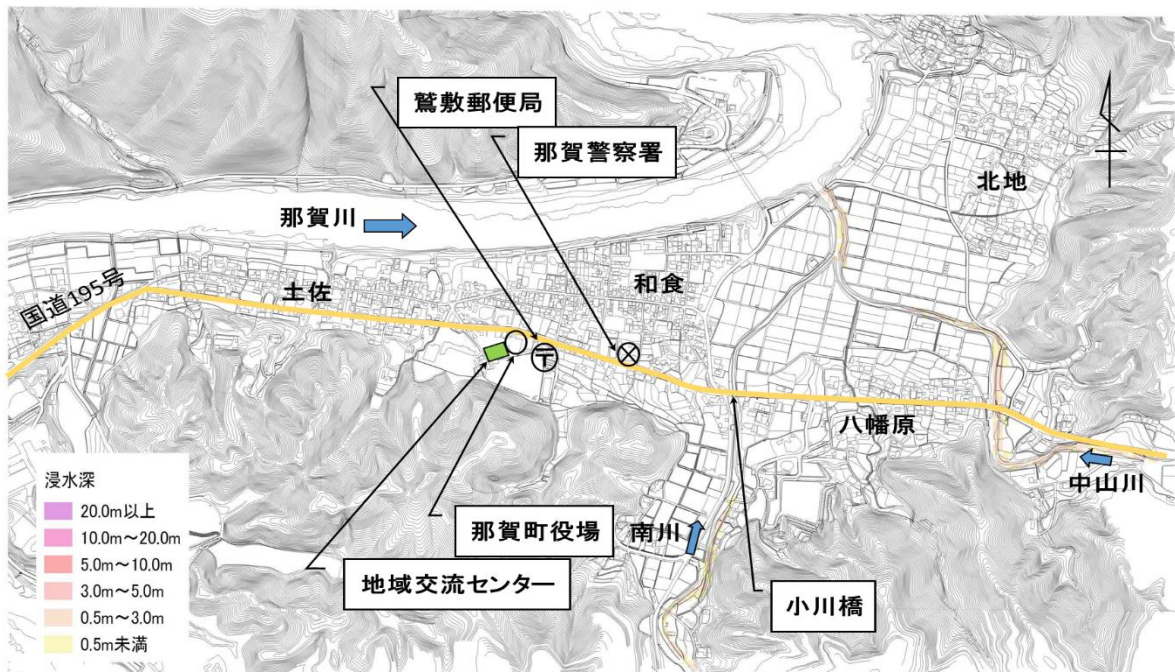 鷲敷郵便局
那賀警察署
北地
那賀川
和食
国道195号
土佐
〒
八幡原
中山川
浸水深
20.0m以上
10.0m～20.0m
5.0m～10.0m
3.0m～5.0m
0.5m～3.0m
0.5m未満
那賀町役場
南川
地域交流センター
小川橋